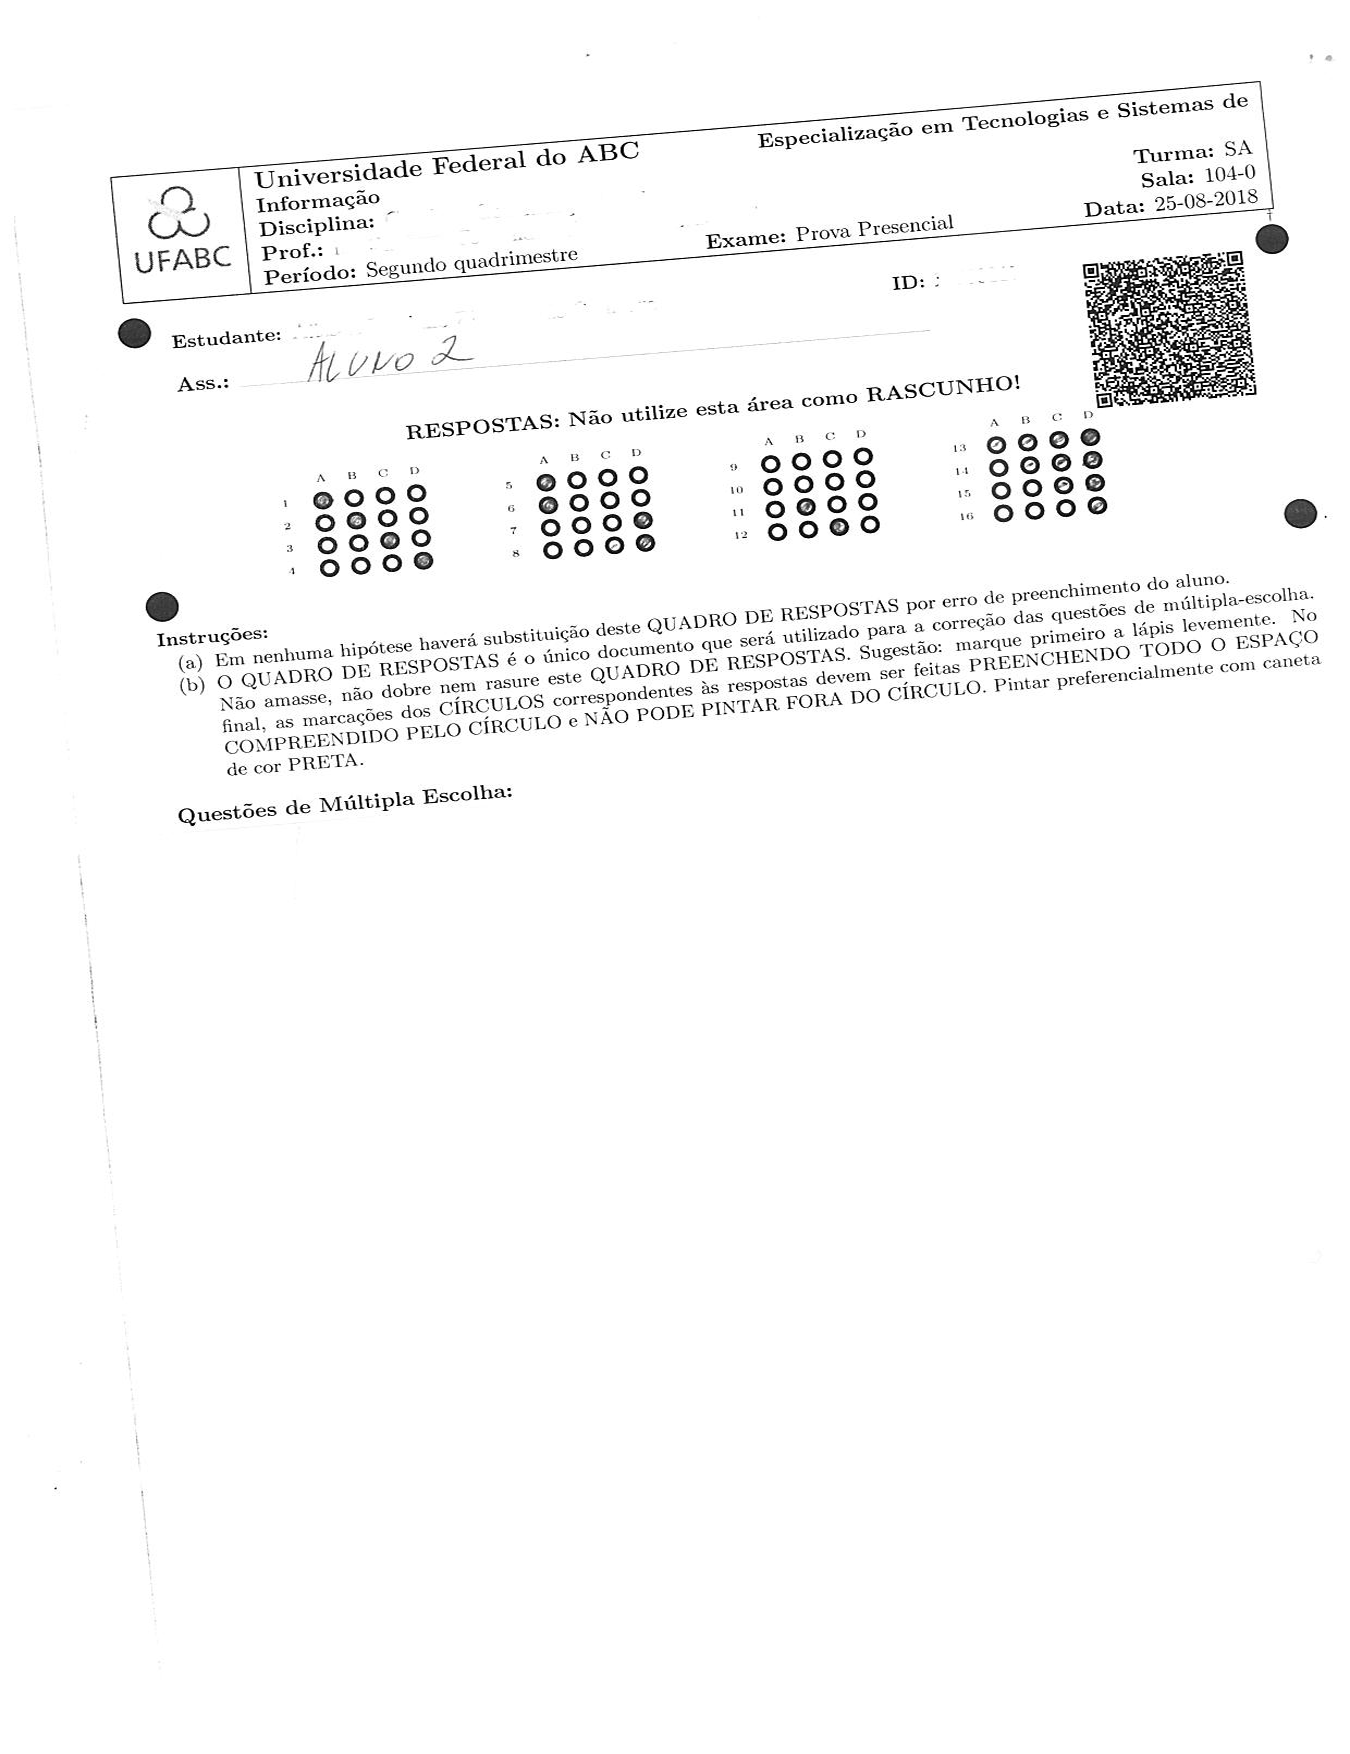 Universidade Federal do ABC Especialização em Tecnologias e Sistemas de
Informação Turma: SA
Disciplina: Sala: 104-0
Prof.: Data: 25-08-2018
Período: Segundo quadrimestre Exame: Prova Presencial
UFABC
Estudante: ID:
Ass.: ALUNO 2
RESPOSTAS: Não utilize esta área como RASCUNHO!
A B C D A B C D A B C D A B C D
1 5 9 13
2 6 10 14
3 7 11 15
4 8 12 16
Instruções:
(a) Em nenhuma hipótese haverá substituição deste QUADRO DE RESPOSTAS por erro de preenchimento do aluno.
(b) O QUADRO DE RESPOSTAS é o único documento que será utilizado para a correção das questões de múltipla-escolha.
Não amasse, não dobre nem rasure este QUADRO DE RESPOSTAS. Sugestão: marque primeiro a lápis levemente. No
final, as marcações dos CÍRCULOS correspondentes às respostas devem ser feitas PREENCHENDO TODO O ESPAÇO
COMPREENDIDO PELO CÍRCULO e NÃO PODE PINTAR FORA DO CÍRCULO. Pintar preferencialmente com caneta
de cor PRETA.
Questões de Múltipla Escolha: